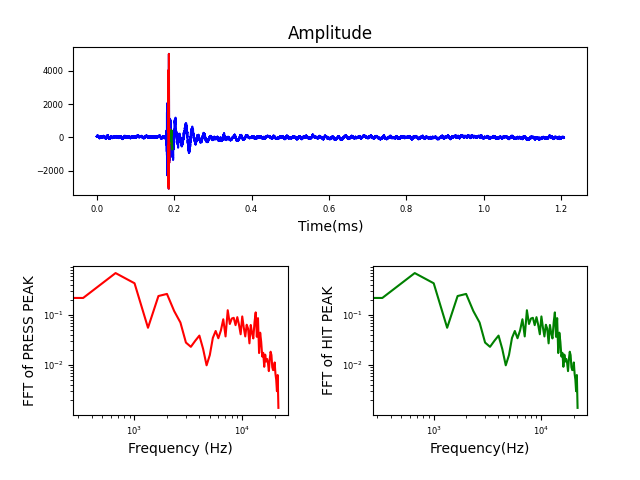 Amplitude
4000
2000
0
−2000
0.0 0.2 0.4 0.6 0.8 1.0 1.2
Time(ms)
FFT of PRESS PEAK
10⁻¹
10⁻²
10³ 10⁴
Frequency (Hz)
FFT of HIT PEAK
10⁻¹
10⁻²
10³ 10⁴
Frequency(Hz)